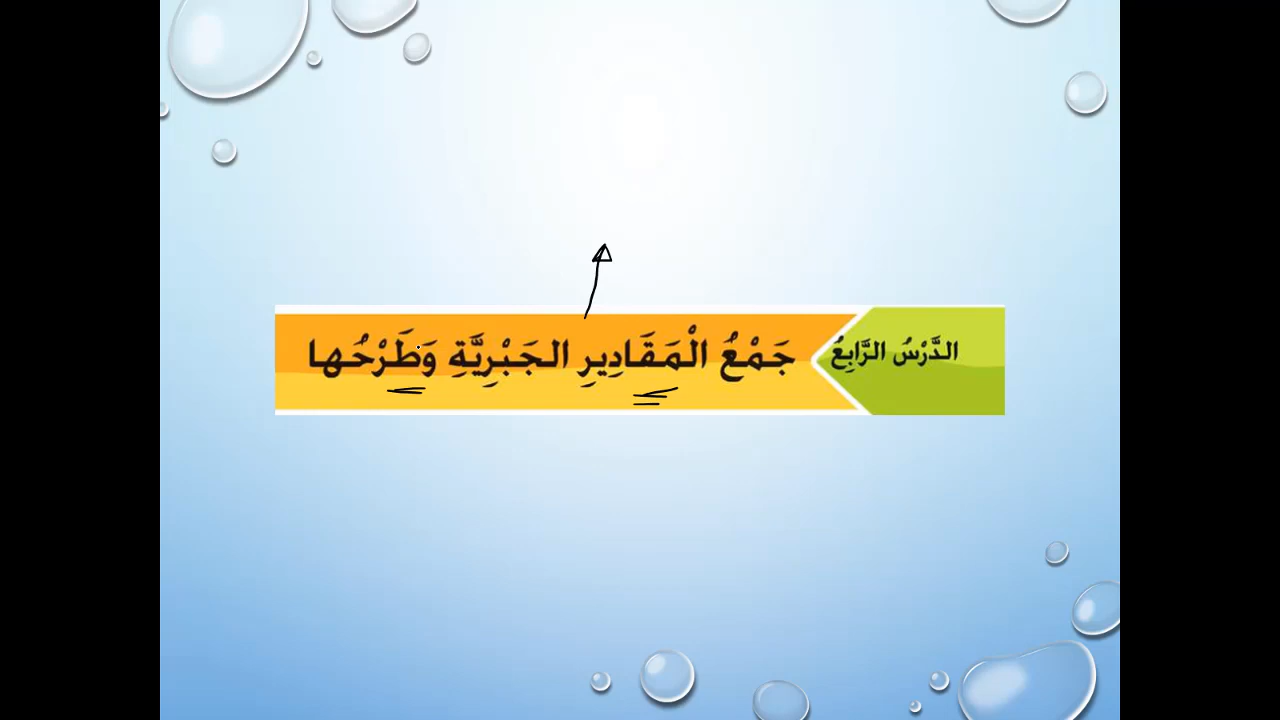 الدَّرْسُ الرَّابِعُ
جَمْعُ الْمَقَادِيرِ الجَبْرِيَّةِ وَطَرْحُها